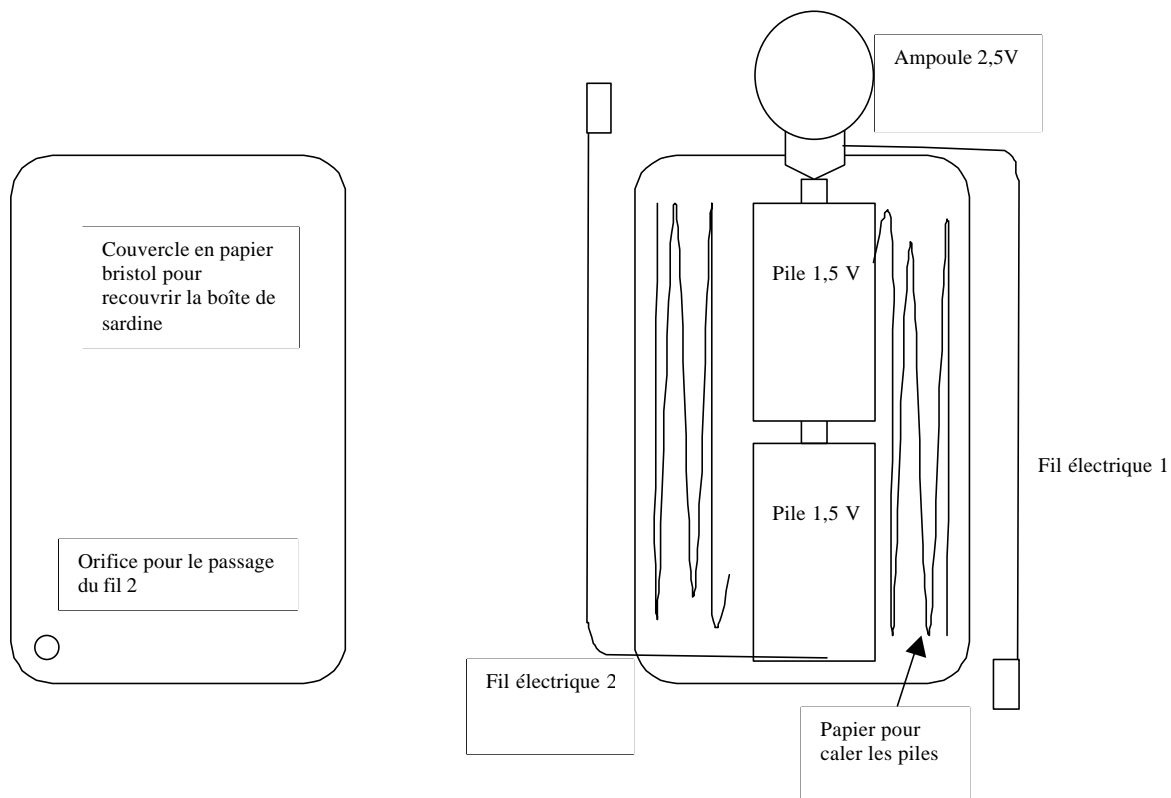 Couvercle en papier
bristol pour
recouvrir la boîte de
sardine
Orifice pour le passage
du fil 2
Ampoule 2,5V
Pile 1,5 V
Pile 1,5 V
Fil électrique 1
Fil électrique 2
Papier pour
caler les piles